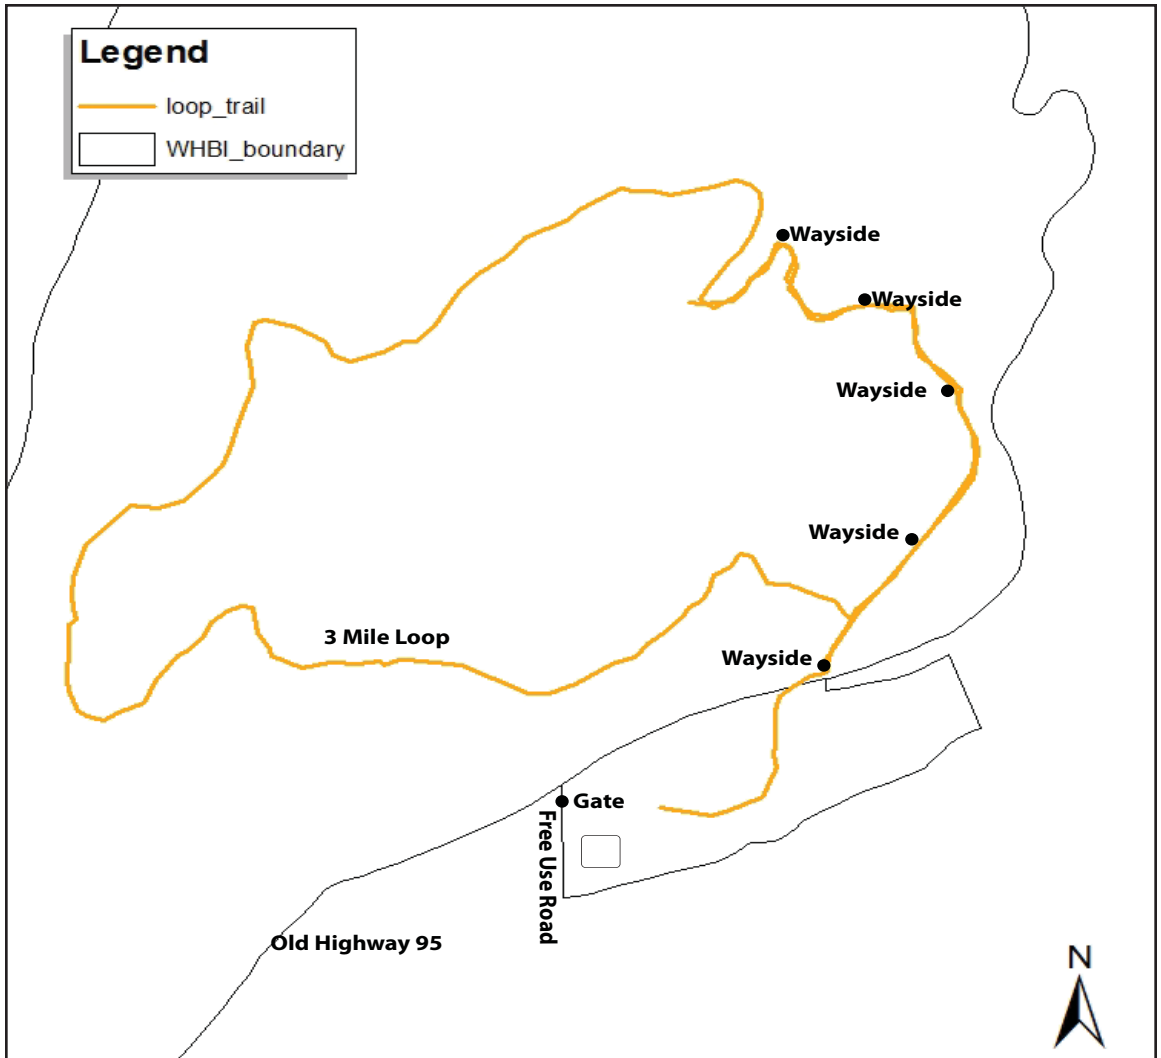 Legend
loop_trail
WHBI_boundary
Wayside
Wayside
Wayside
Wayside
3 Mile Loop
Wayside
Gate
Free Use Road
Old Highway 95
N